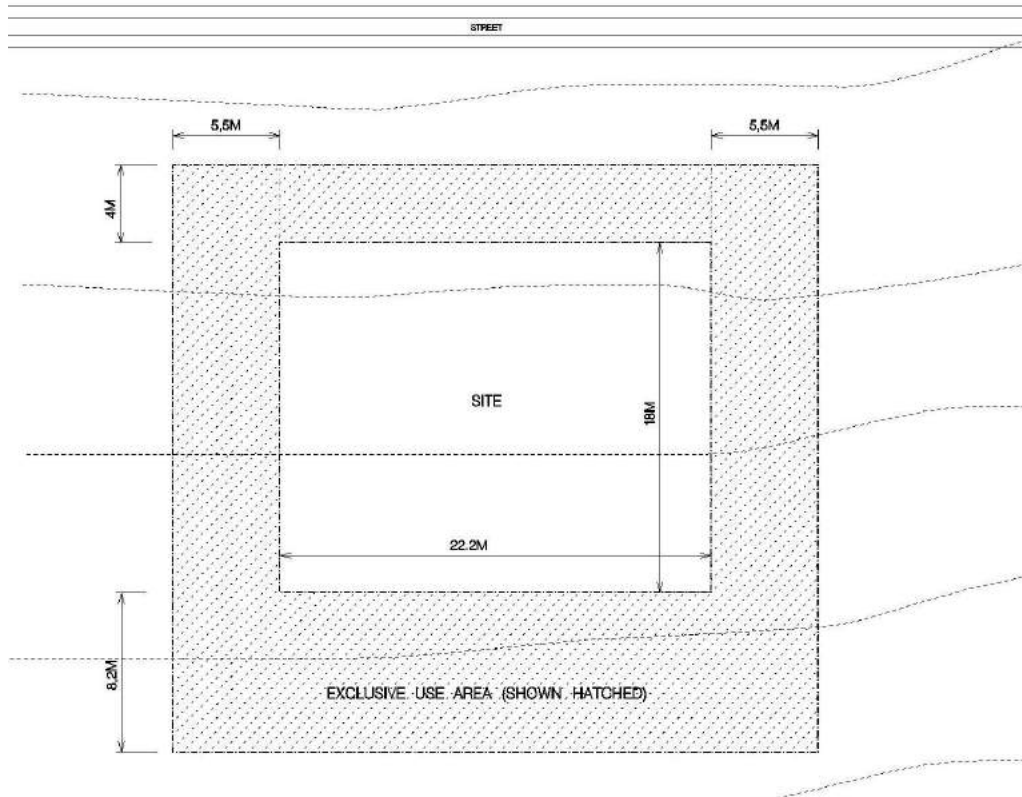 STREET
5,5M
5,5M
4M
SITE
18M
22.2M
8,2M
EXCLUSIVE USE AREA (SHOWN HATCHED)